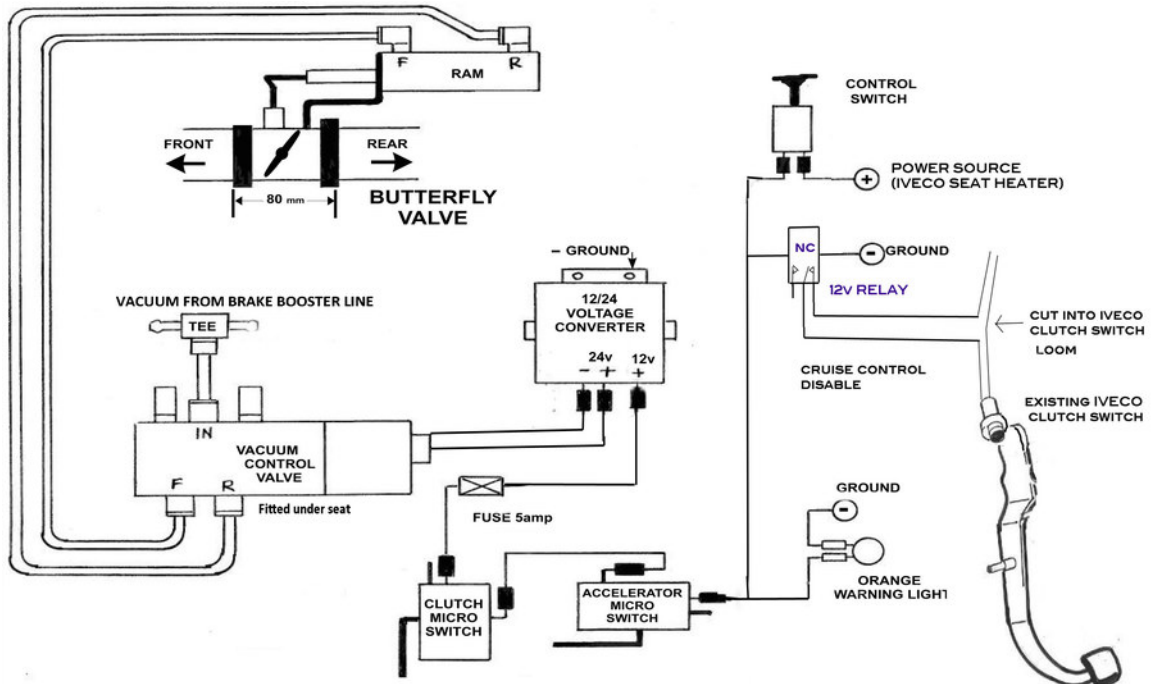 F
R
RAM
FRONT
REAR
80 mm
BUTTERFLY
VALVE
CONTROL
SWITCH
+
POWER SOURCE
(IVECO SEAT HEATER)
NC
-
GROUND
12v RELAY
- GROUND
12/24
VOLTAGE
CONVERTER
24v
12v
- +
+
VACUUM FROM BRAKE BOOSTER LINE
TEE
IN
VACUUM
CONTROL
VALVE
F
R
Fitted under seat
CUT INTO IVECO
CLUTCH SWITCH
LOOM
CRUISE CONTROL
DISABLE
EXISTING IVECO
CLUTCH SWITCH
FUSE 5amp
GROUND
-
ORANGE
WARNING LIGHT
CLUTCH
MICRO
SWITCH
ACCELERATOR
MICRO
SWITCH